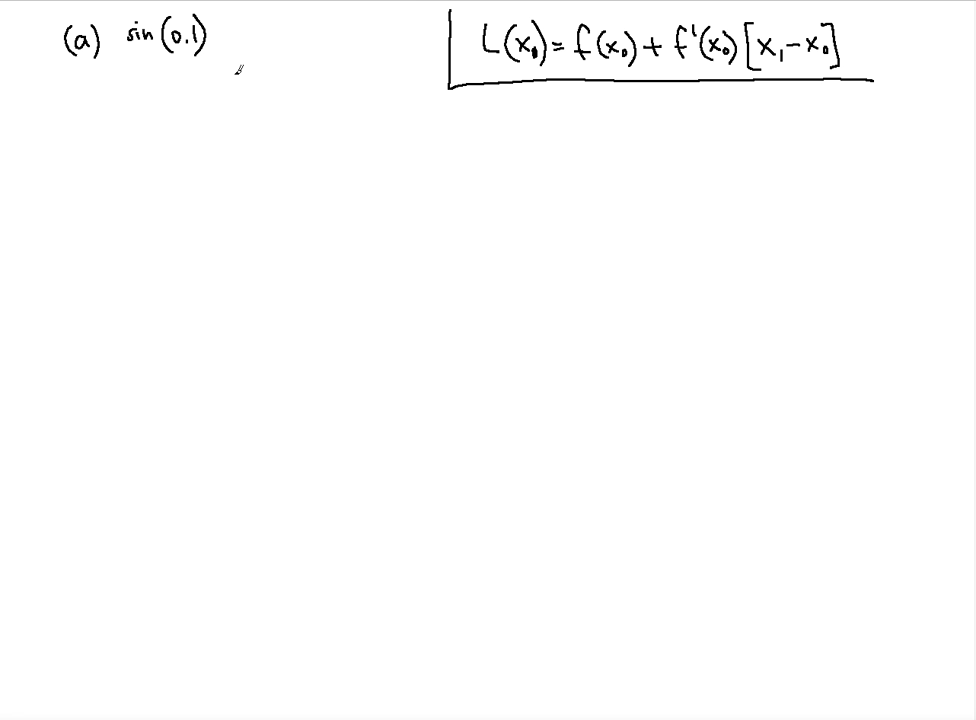 (a) sin(0.1)
L(x₁) = f(x₀) + f'(x₀)[x₁-x₀]